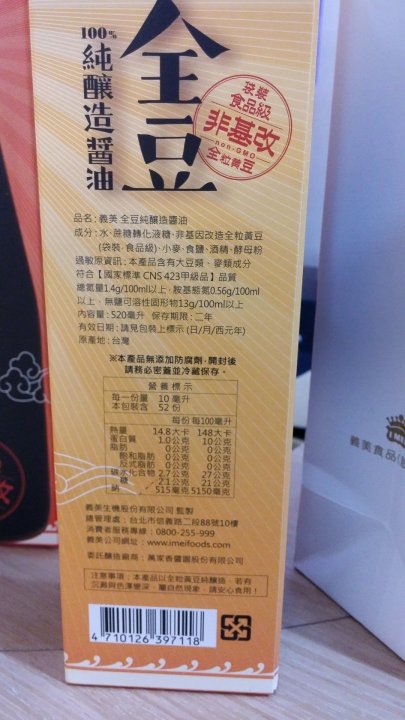 100%
純釀造醬油
全豆
袋裝
食品級
非基改
non-GMO
全粒黃豆
品名:義美 全豆純釀造醬油
成分:水、蔗糖轉化液糖、非基因改造全粒黃豆
(袋裝、食品級)、小麥、食鹽、酒精、酵母粉
過敏原資訊:本產品含有大豆類、麥類成分
符合【國家標準 CNS 423甲級品】品質
總氮量1.4g/100ml以上、胺基態氮0.56g/100ml
以上、無鹽可溶性固形物13g/100ml以上
內容量:520毫升 保存期限:二年
有效日期:請見包裝上標示(日/月/西元年)
原產地:台灣
※本產品無添加防腐劑,開封後
請務必密蓋並冷藏保存。
營養標示
每一份量 10毫升
本包裝含 52份
每份 每100毫升
熱量 14.8大卡 148大卡
蛋白質 1.0公克 10公克
脂肪 0公克 0公克
飽和脂肪 0公克 0公克
反式脂肪 0公克 0公克
碳水化合物 2.7公克 27公克
糖 2.1公克 21公克
鈉 515毫克 5150毫克
義美生機股份有限公司 監製
總管理處:台北市信義路二段88號10樓
消費者服務專線:0800-255-999
義美公司網址:www.imeifoods.com
委託釀造廠商:萬家香醬園股份有限公司
注意事項:本產品以全粒黃豆純釀造,若有
沉澱與色澤變深,屬自然現象,請安心食用!
4 710126 397118
義美食品(